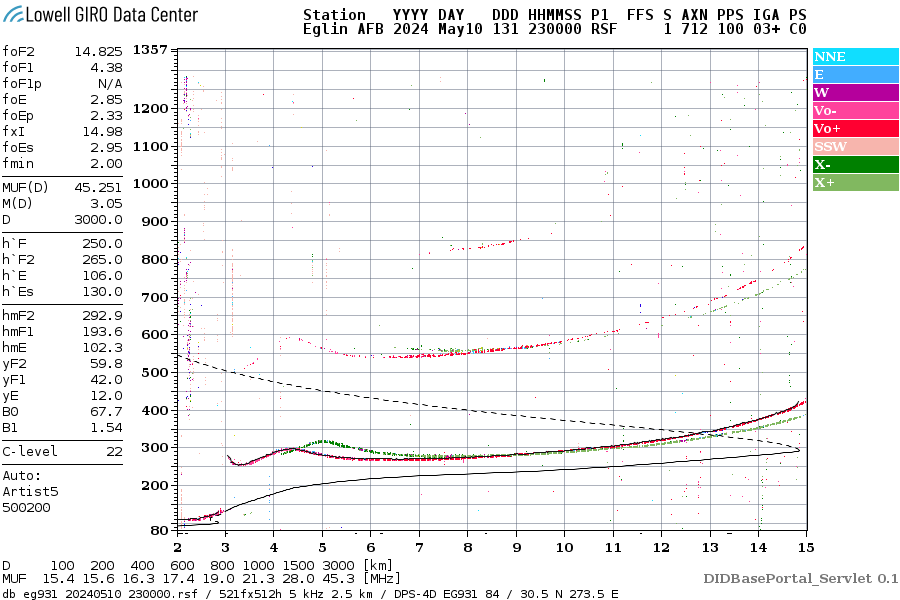 Lowell GIRO Data Center
Station YYYY DAY DDD HHMMSS P1 FFS S AXN PPS IGA PS
Eglin AFB 2024 May10 131 230000 RSF 1 712 100 03+ C0
foF2 14.825
foF1 4.38
foF1p N/A
foE 2.85
foEp 2.33
fxI 14.98
foEs 2.95
fmin 2.00
MUF(D) 45.251
M(D) 3.05
D 3000.0
h`F 250.0
h`F2 265.0
h`E 106.0
h`Es 130.0
hmF2 292.9
hmF1 193.6
hmE 102.3
yF2 59.8
yF1 42.0
yE 12.0
B0 67.7
B1 1.54
C-level 22
Auto:
Artist5
500200
1357
1200
1100
1000
900
800
700
600
500
400
300
200
80
2 3 4 5 6 7 8 9 10 11 12 13 14 15
NNE
E
W
Vo-
Vo+
SSW
X-
X+
D 100 200 400 600 800 1000 1500 3000 [km]
MUF 15.4 15.6 16.3 17.4 19.0 21.3 28.0 45.3 [MHz]
db eg931 20240510 230000.rsf / 521fx512h 5 kHz 2.5 km / DPS-4D EG931 84 / 30.5 N 273.5 E
DIDBasePortal_Servlet 0.1